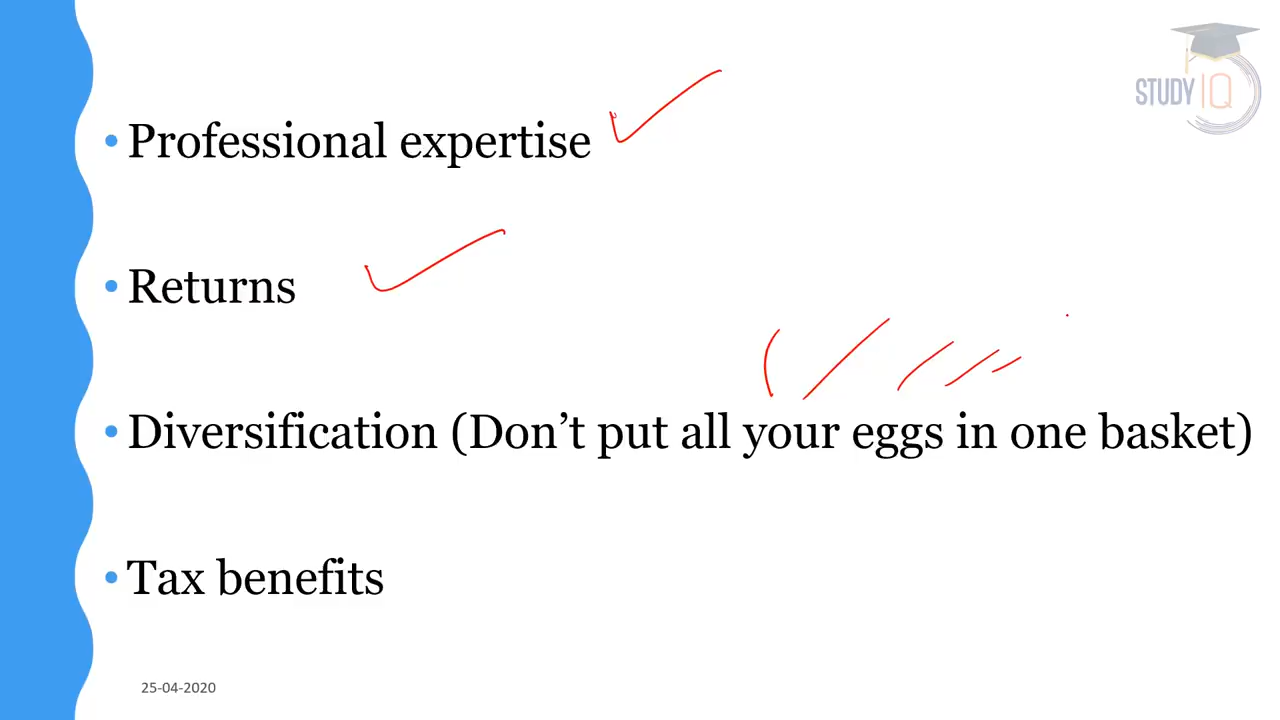 STUDY IQ
• Professional expertise
• Returns
• Diversification (Don’t put all your eggs in one basket)
• Tax benefits
25-04-2020